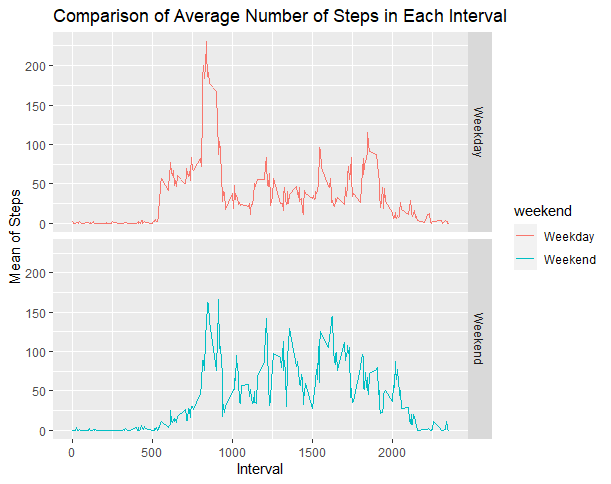 Comparison of Average Number of Steps in Each Interval
Mean of Steps
200
150
100
50
0
Weekday
200
150
100
50
0
Weekend
0
500
1000
1500
2000
Interval
weekend
Weekday
Weekend